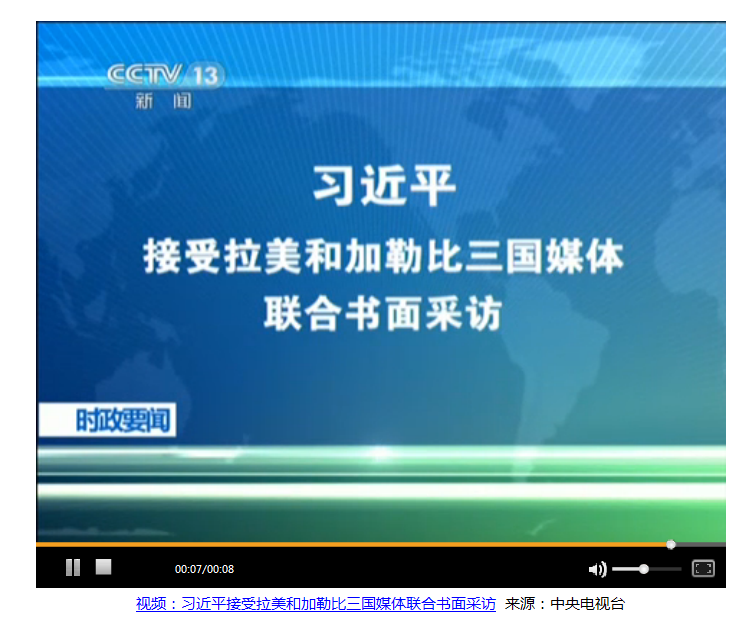 CCTV 13
新 闻
习近平
接受拉美和加勒比三国媒体
联合书面采访
时政要闻
00:07/00:08
视频：习近平接受拉美和加勒比三国媒体联合书面采访 来源：中央电视台